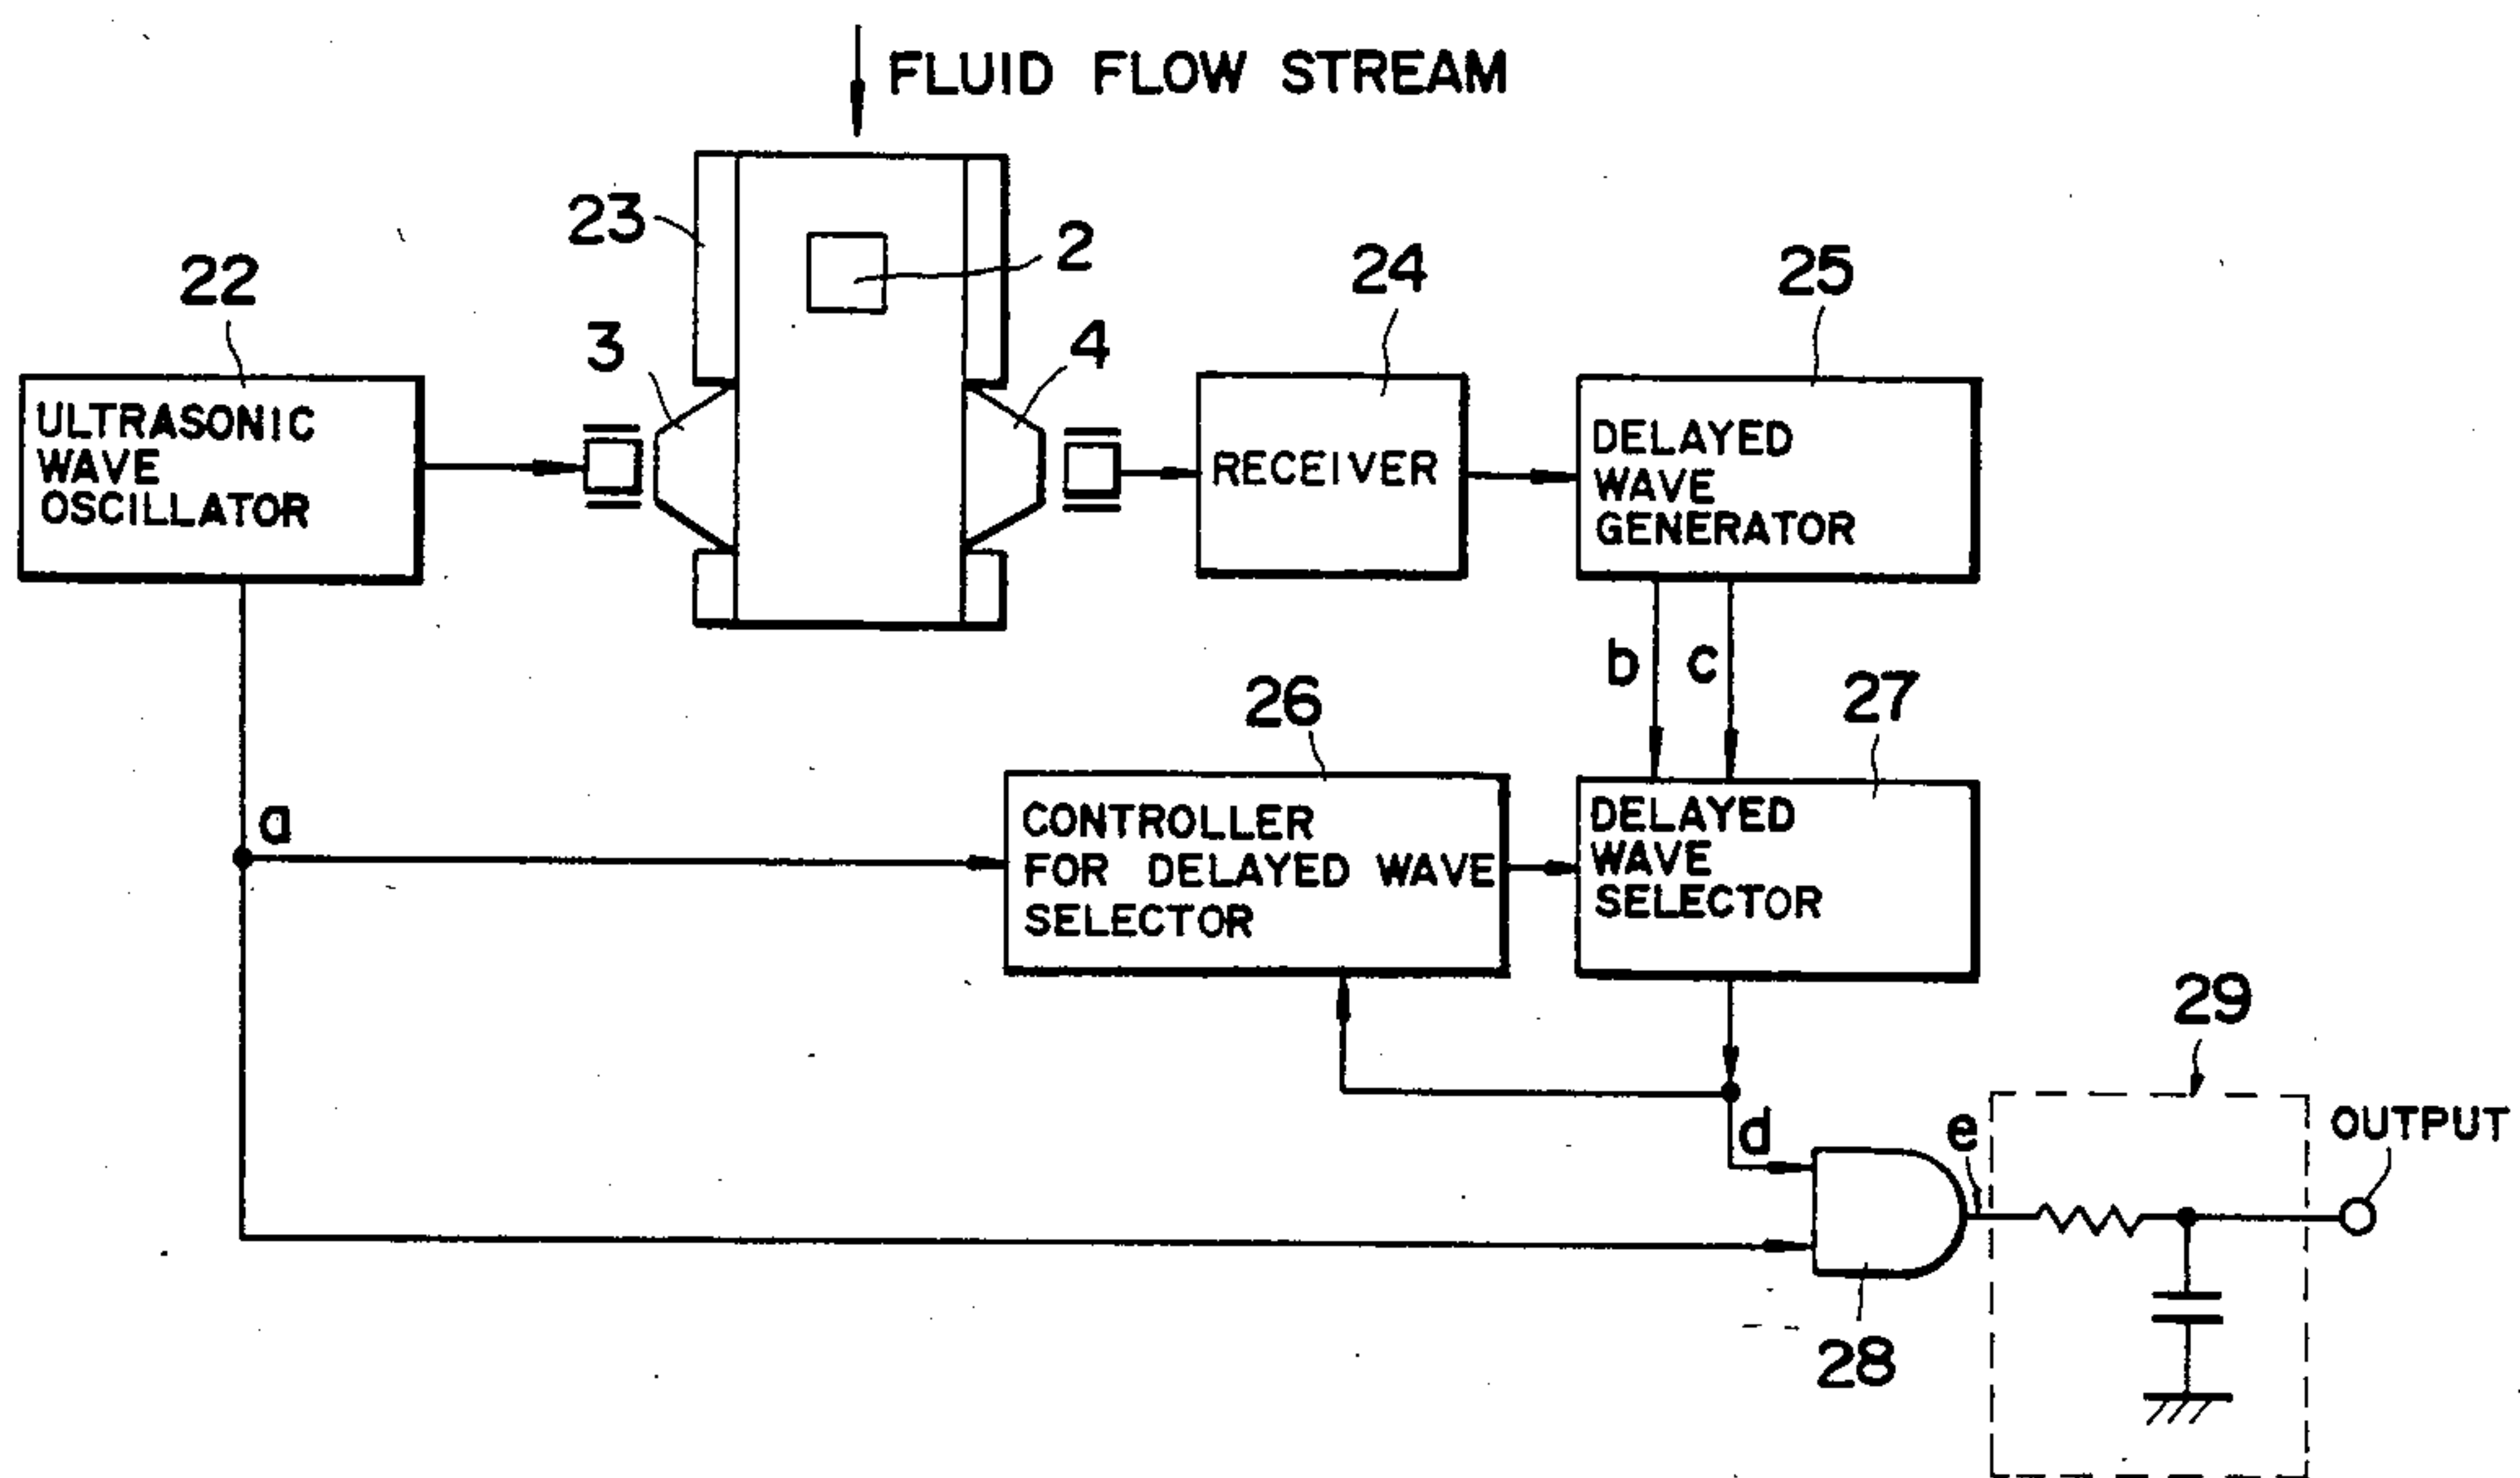 FLUID FLOW STREAM
23
2
22
3
4
24
25
ULTRASONIC
WAVE
OSCILLATOR
RECEIVER
DELAYED
WAVE
GENERATOR
b
c
26
27
a
CONTROLLER
FOR DELAYED WAVE
SELECTOR
DELAYED
WAVE
SELECTOR
29
d
e
OUTPUT
28